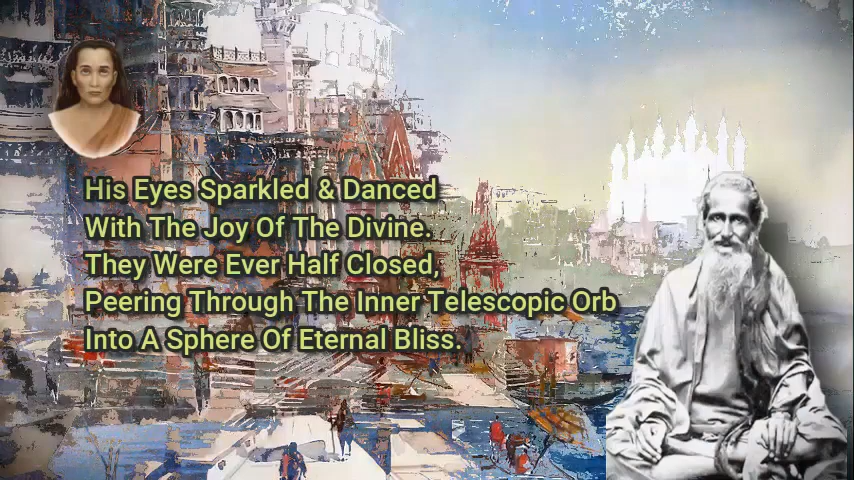 His Eyes Sparkled & Danced
With The Joy Of The Divine.
They Were Ever Half Closed,
Peering Through The Inner Telescopic Orb
Into A Sphere Of Eternal Bliss.